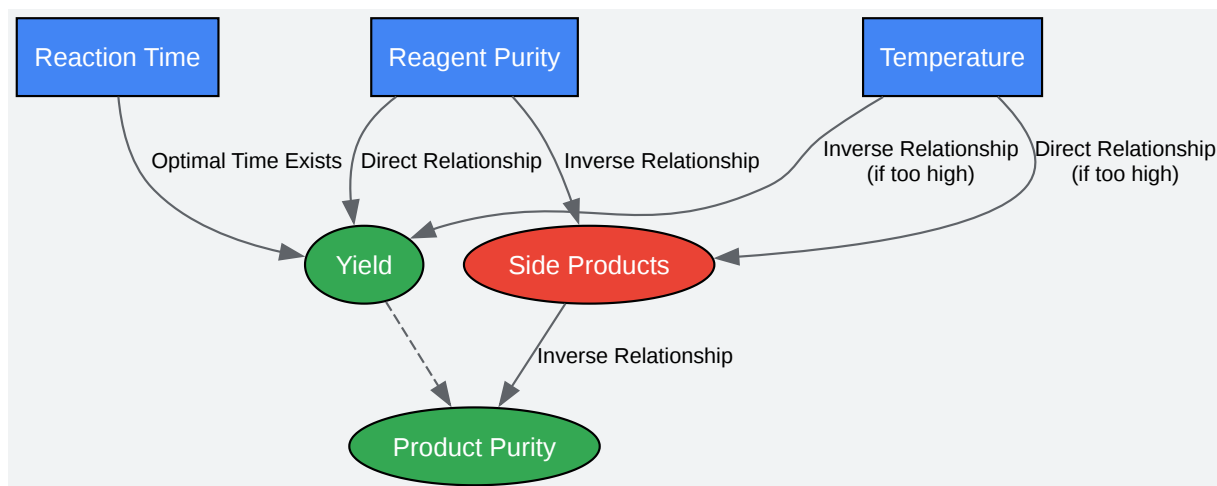 Reaction Time
Reagent Purity
Temperature
Optimal Time Exists
Direct Relationship
Inverse Relationship
Inverse Relationship
(if too high)
Direct Relationship
(if too high)
Yield
Side Products
Inverse Relationship
Product Purity